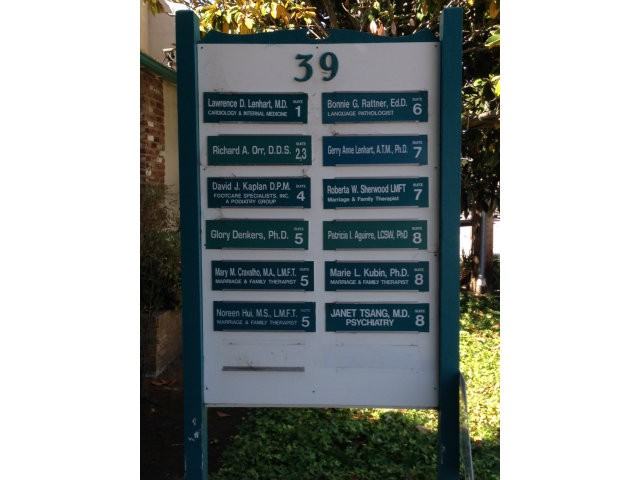 39
Lawrence D. Lenhart, M.D.
CARDIOLOGY & INTERNAL MEDICINE
SUITE
1
Richard A. Orr, D.D.S.
SUITE
2,3
David J. Kaplan D.P.M.
FOOTCARE SPECIALISTS, INC.
A PODIATRY GROUP
SUITE
4
Glory Denkers, Ph.D.
SUITE
5
Mary M. Cravalho, M.A., L.M.F.T.
MARRIAGE & FAMILY THERAPIST
SUITE
5
Noreen Hui, M.S., L.M.F.T.
MARRIAGE & FAMILY THERAPIST
SUITE
5
Bonnie G. Rattner, Ed.D.
LANGUAGE PATHOLOGIST
SUITE
6
Gerry Anne Lenhart, A.T.M., Ph.D.
SUITE
7
Roberta W. Sherwood LMFT
Marriage & Family Therapist
SUITE
7
Patricia I. Aguirre, LCSW, PhD
SUITE
8
Marie L. Kubin, Ph.D.
MARRIAGE & FAMILY THERAPIST
SUITE
8
JANET TSANG, M.D.
PSYCHIATRY
SUITE
8